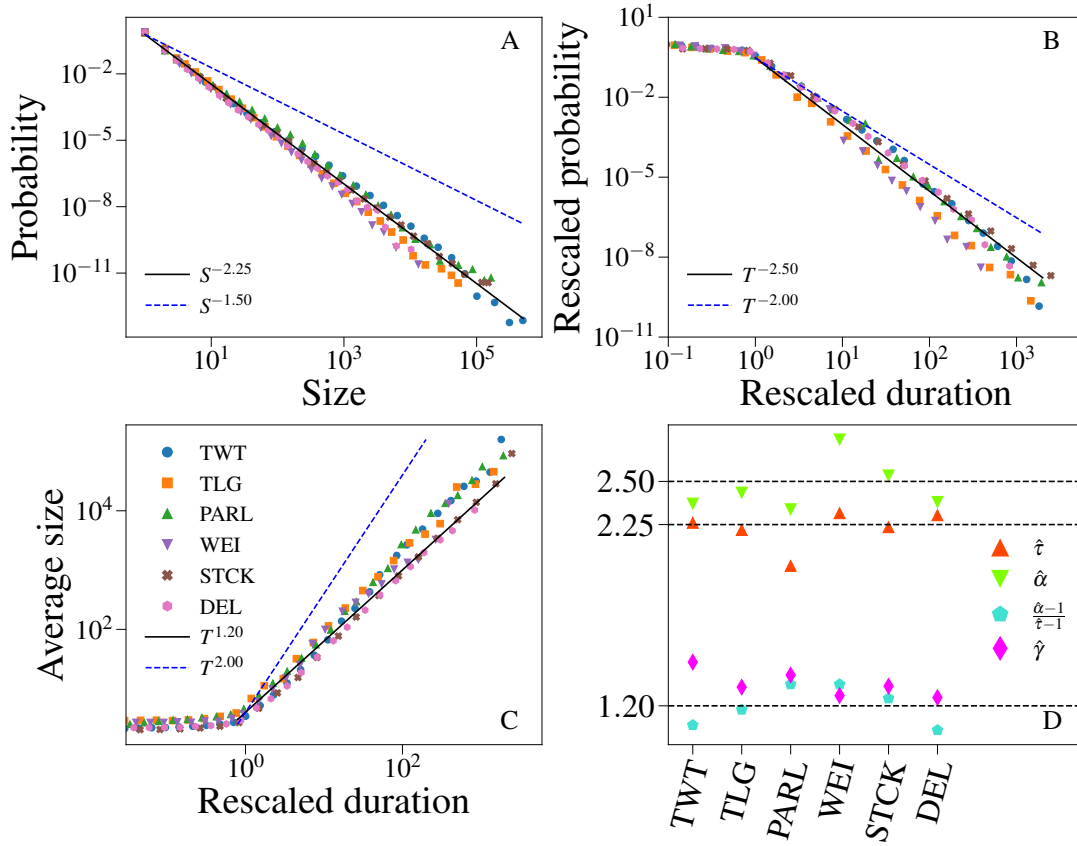 A
Probability
10^{-2}
10^{-5}
10^{-8}
10^{-11}
S^{-2.25}
S^{-1.50}
10^1
10^3
10^5
Size
B
Rescaled probability
10^1
10^{-2}
10^{-5}
10^{-8}
10^{-11}
T^{-2.50}
T^{-2.00}
10^{-1}
10^0
10^1
10^2
10^3
Rescaled duration
C
Average size
10^4
10^2
TWT
TLG
PARL
WEI
STCK
DEL
T^{1.20}
T^{2.00}
10^0
10^2
Rescaled duration
D
2.50
2.25
1.20
τ̂
α̂
(α̂−1)/(τ̂−1)
γ̂
TWT
TLG
PARL
WEI
STCK
DEL